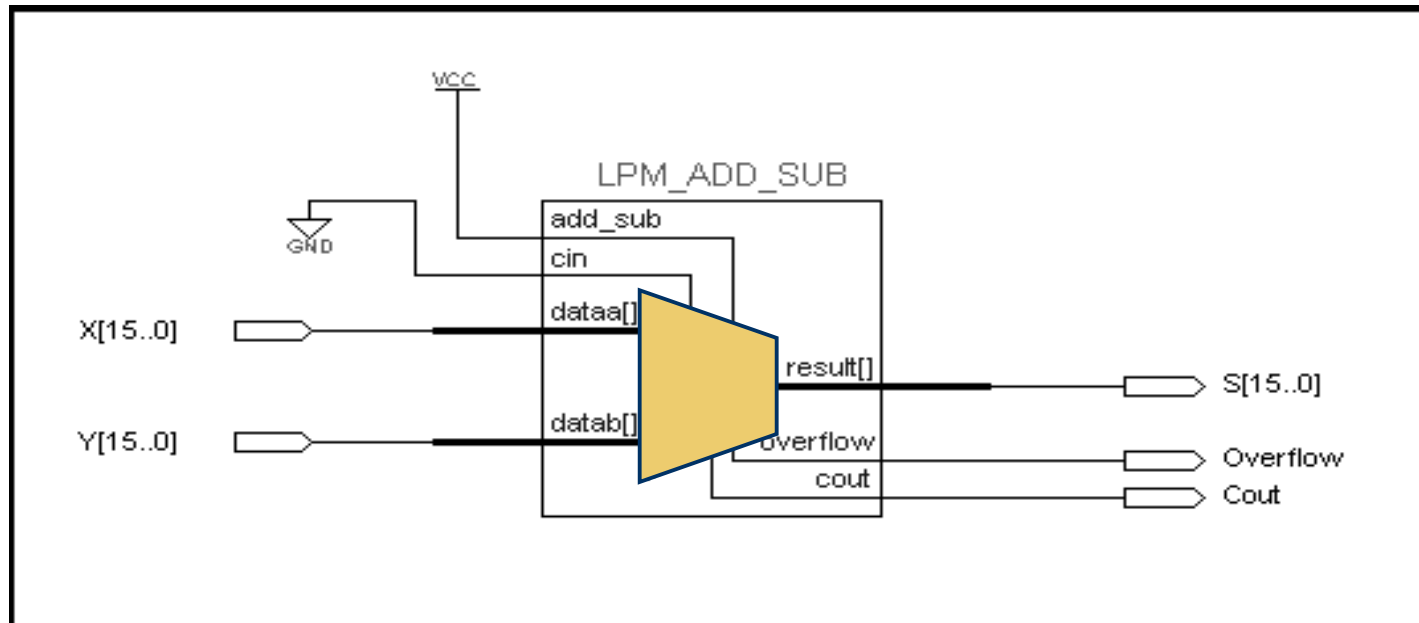 VCC
LPM_ADD_SUB
add_sub
GND
cin
X[15..0]
dataa[]
result[]
S[15..0]
Y[15..0]
datab[]
overflow
Overflow
cout
Cout